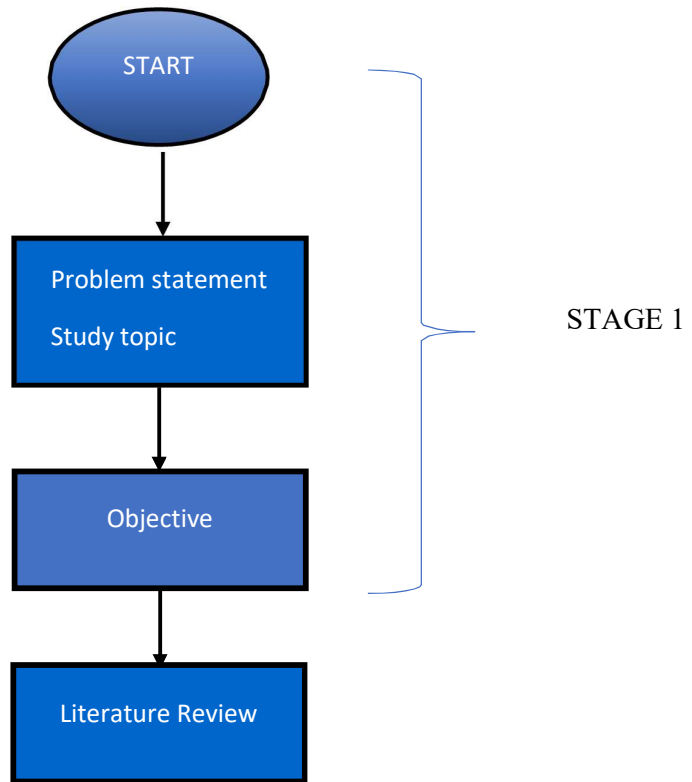 START
Problem statement
Study topic
STAGE 1
Objective
Literature Review